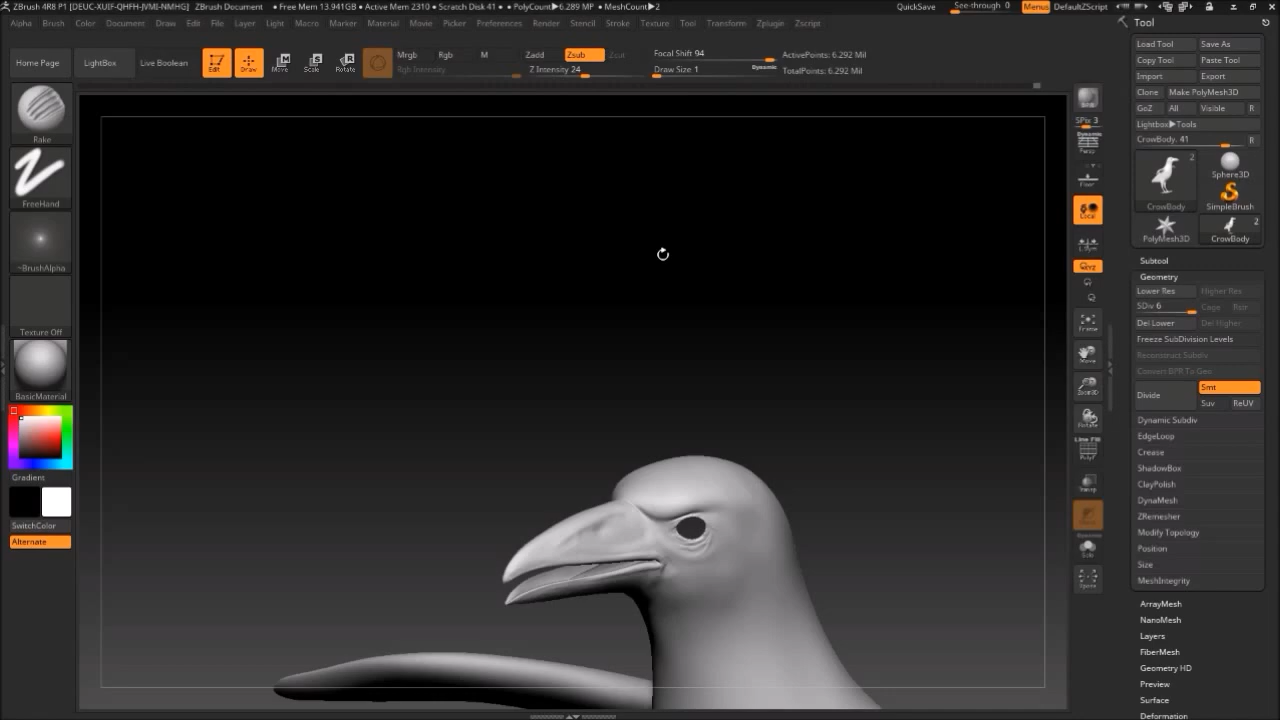 ZBrush 4R8 P1 [DEUC-QXUIF-QHFH-JVMI-NMHG] ZBrush Document • Free Mem 13.941GB • Active Mem 2310 • Scratch Disk 41 • PolyCount▶6.289 MP • MeshCount▶2 QuickSave See-through 0 Menus DefaultZScript
Alpha Brush Color Document Draw Edit File Layer Light Macro Marker Material Movie Picker Preferences Render Stencil Stroke Texture Tool Transform Zplugin Zscript
Home Page LightBox Live Boolean Edit Draw Move Scale Rotate
Mrgb Rgb M Zadd Zsub Zcut
Rgb Intensity Z Intensity 24
Focal Shift 94
Draw Size 1 Dynamic
ActivePoints: 6.292 Mil
TotalPoints: 6.292 Mil
Rake
FreeHand
~BrushAlpha
Texture Off
BasicMaterial
Gradient
SwitchColor
Alternate
SPix 3
Dynamic
Persp
Floor
Local
Frame
Move
Zoom3D
Rotate
Line Fill
PolyF
Transp
Dynamic
Solo
Xpose
Tool
Load Tool Save As
Copy Tool Paste Tool
Import Export
Clone Make PolyMesh3D
GoZ All Visible R
Lightbox▶Tools
CrowBody. 41 R
2
Sphere3D
CrowBody SimpleBrush
2
PolyMesh3D CrowBody
Subtool
Geometry
Lower Res Higher Res
SDiv 6 Cage Rstr
Del Lower Del Higher
Freeze SubDivision Levels
Reconstruct Subdiv
Convert BPR To Geo
Divide Smt
Suv ReUV
Dynamic Subdiv
EdgeLoop
Crease
ShadowBox
ClayPolish
DynaMesh
ZRemesher
Modify Topology
Position
Size
MeshIntegrity
ArrayMesh
NanoMesh
Layers
FiberMesh
Geometry HD
Preview
Surface
Deformation